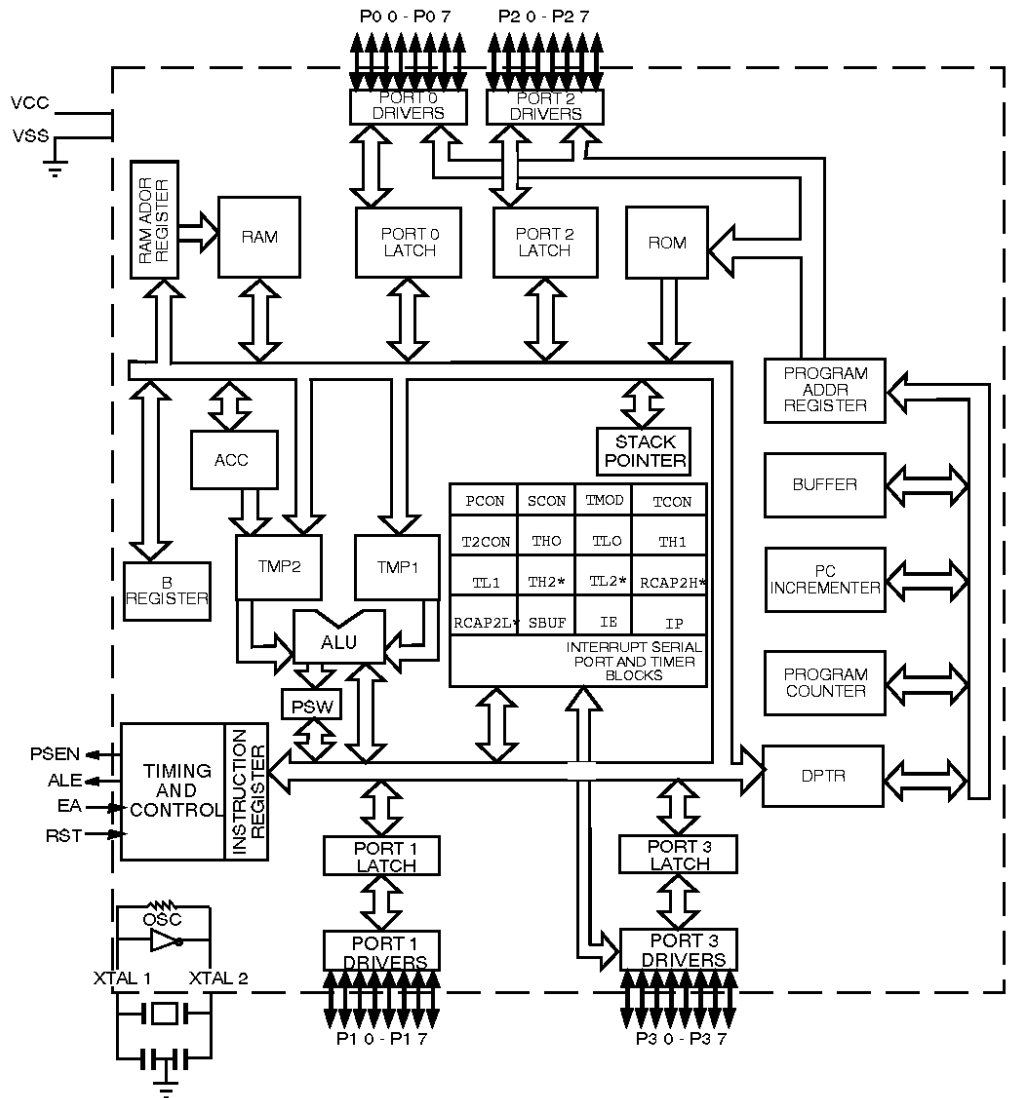 P0 0 - P0 7
P2 0 - P2 7
VCC
VSS
PORT 0
DRIVERS
PORT 2
DRIVERS
RAM ADDR
REGISTER
RAM
PORT 0
LATCH
PORT 2
LATCH
ROM
PROGRAM
ADDR
REGISTER
STACK
POINTER
ACC
BUFFER
B
REGISTER
TMP2
TMP1
PCON SCON TMOD TCON
T2CON TH0 TL0 TH1
TL1 TH2* TL2* RCAP2H*
RCAP2L* SBUF IE IP
INTERRUPT SERIAL
PORT AND TIMER
BLOCKS
PC
INCREMENTER
ALU
PSW
PROGRAM
COUNTER
PSEN
ALE
EA
RST
TIMING
AND
CONTROL
INSTRUCTION
REGISTER
DPTR
PORT 1
LATCH
PORT 3
LATCH
OSC
XTAL 1
XTAL 2
PORT 1
DRIVERS
PORT 3
DRIVERS
P1 0 - P1 7
P3 0 - P3 7